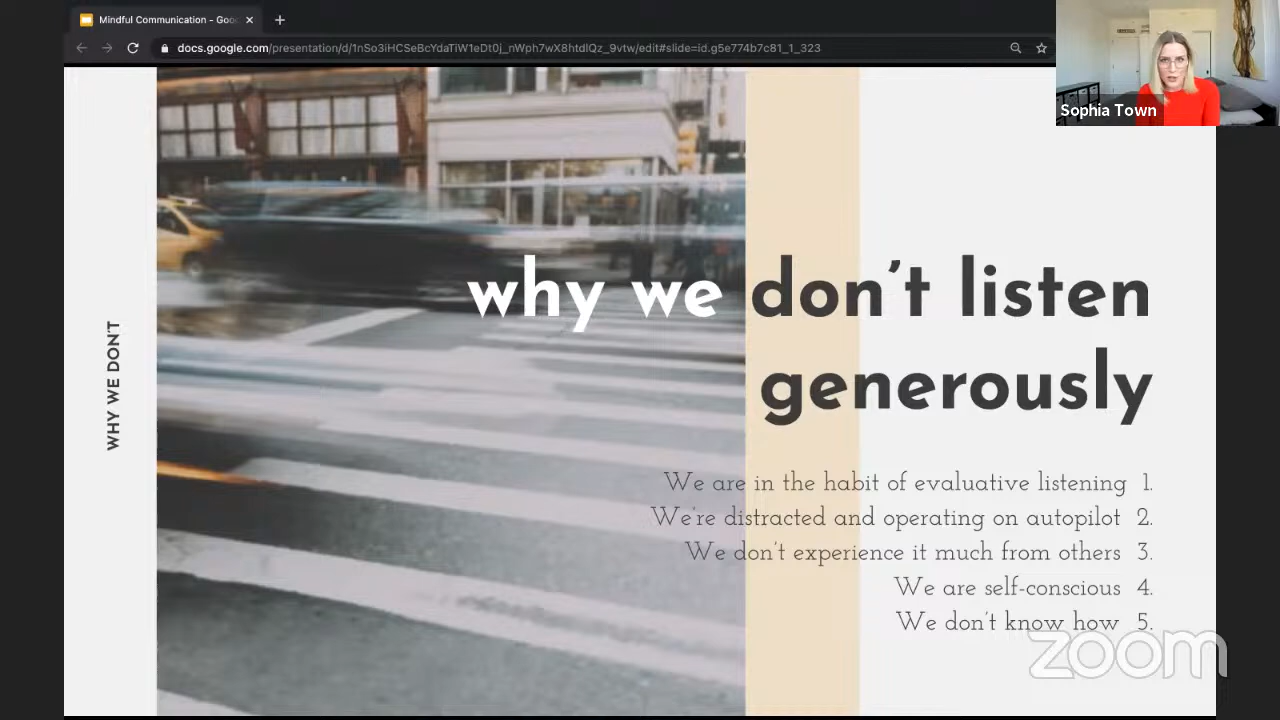 Mindful Communication - Goo
docs.google.com/presentation/d/1nSo3iHCSeBcYdaTiW1eDt0j_nWph7wX8htdlQz_9vtw/edit#slide=id.g5e774b7c81_1_323
Sophia Town
WHY WE DON'T
why we don't listen
generously
We are in the habit of evaluative listening 1.
We're distracted and operating on autopilot 2.
We don't experience it much from others 3.
We are self-conscious 4.
We don't know how 5.
zoom